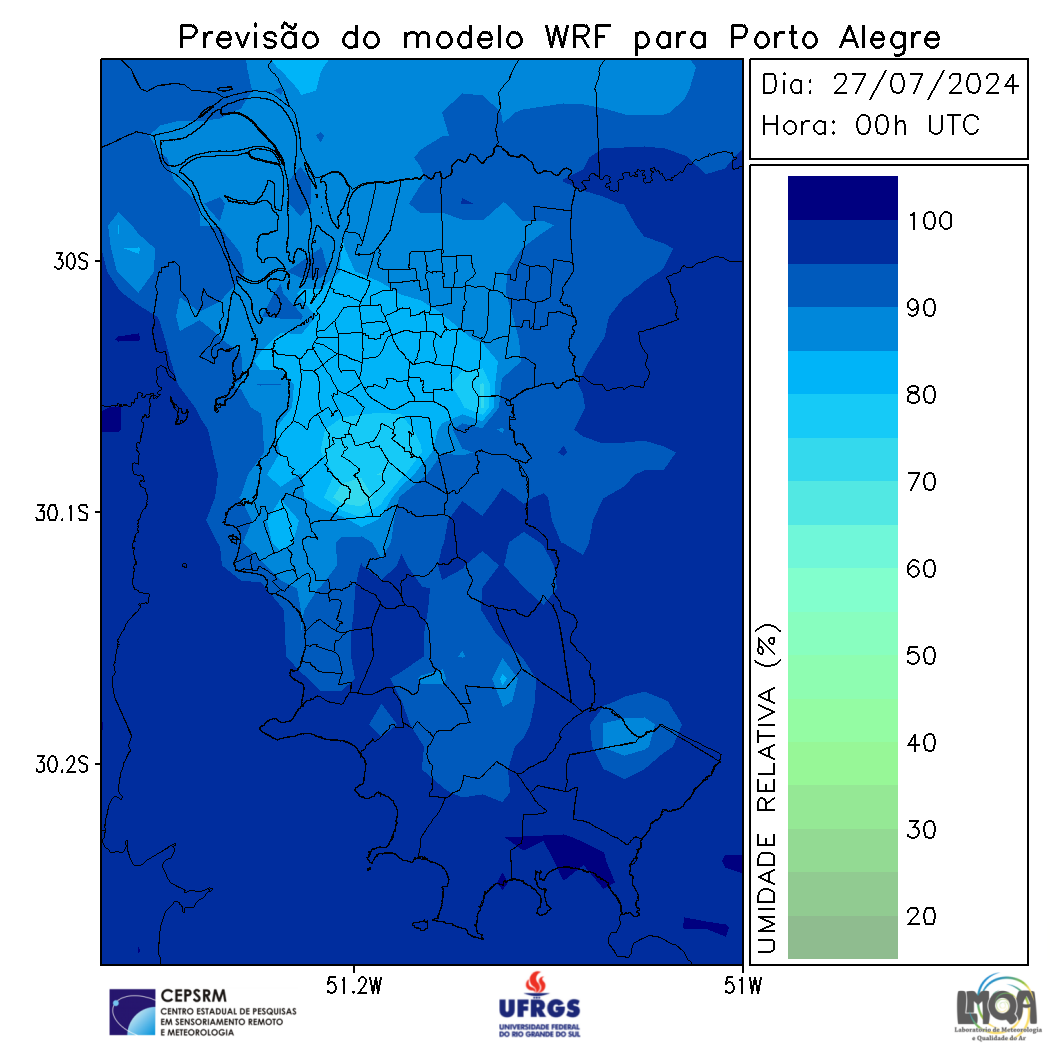 Previsão do modelo WRF para Porto Alegre
Dia: 27/07/2024
Hora: 00h UTC
30S
30.1S
30.2S
51.2W
51W
100
90
80
70
60
50
40
30
20
UMIDADE RELATIVA (%)
CEPSRM
CENTRO ESTADUAL DE PESQUISAS
EM SENSORIAMENTO REMOTO
E METEOROLOGIA
UFRGS
UNIVERSIDADE FEDERAL
DO RIO GRANDE DO SUL
LMQA
Laboratório de Meteorologia
e Qualidade do Ar